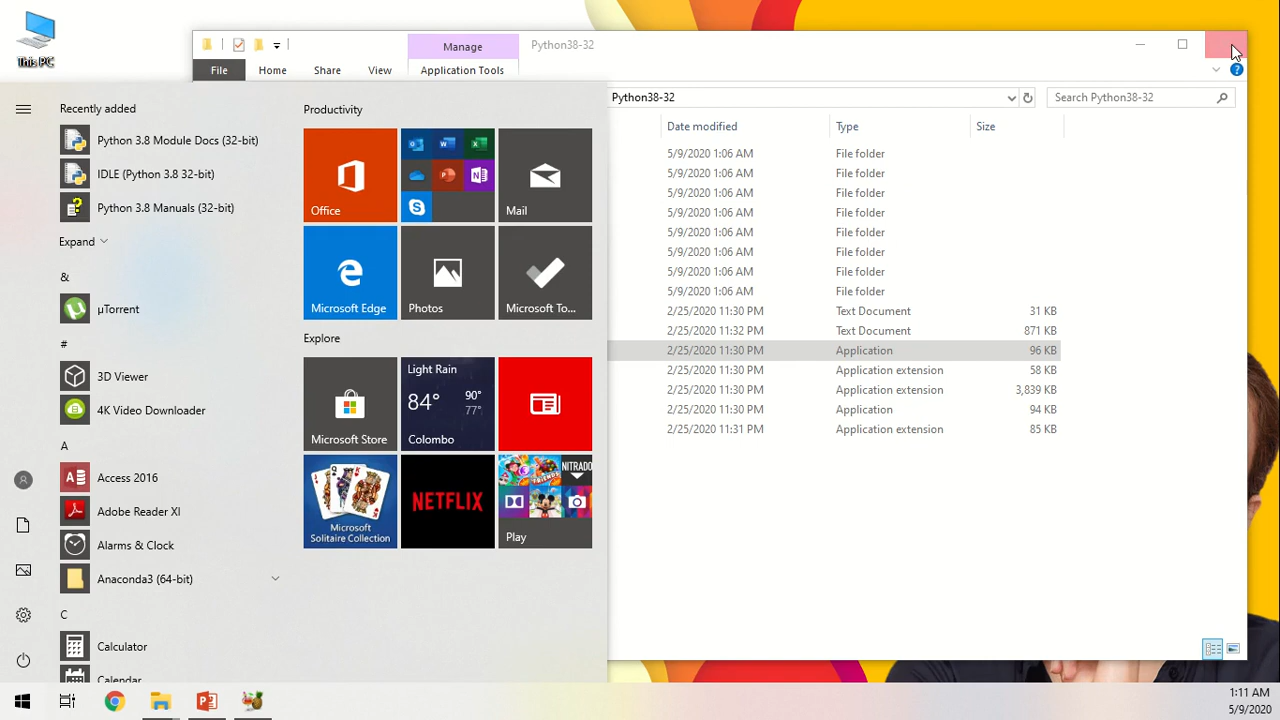 This PC
Manage
Python38-32
File
Home
Share
View
Application Tools
Python38-32
Search Python38-32
Date modified
Type
Size
5/9/2020 1:06 AM
File folder
5/9/2020 1:06 AM
File folder
5/9/2020 1:06 AM
File folder
5/9/2020 1:06 AM
File folder
5/9/2020 1:06 AM
File folder
5/9/2020 1:06 AM
File folder
5/9/2020 1:06 AM
File folder
5/9/2020 1:06 AM
File folder
2/25/2020 11:30 PM
Text Document
31 KB
2/25/2020 11:32 PM
Text Document
871 KB
2/25/2020 11:30 PM
Application
96 KB
2/25/2020 11:30 PM
Application extension
58 KB
2/25/2020 11:30 PM
Application extension
3,839 KB
2/25/2020 11:30 PM
Application
94 KB
2/25/2020 11:31 PM
Application extension
85 KB
Recently added
Python 3.8 Module Docs (32-bit)
IDLE (Python 3.8 32-bit)
Python 3.8 Manuals (32-bit)
Expand
&
µTorrent
#
3D Viewer
4K Video Downloader
A
Access 2016
Adobe Reader XI
Alarms & Clock
Anaconda3 (64-bit)
C
Calculator
Calendar
Productivity
Office
Mail
Microsoft Edge
Photos
Microsoft To...
Explore
Microsoft Store
Light Rain
84°
90°
77°
Colombo
Microsoft
Solitaire Collection
NETFLIX
NITRADO
Play
1:11 AM
5/9/2020